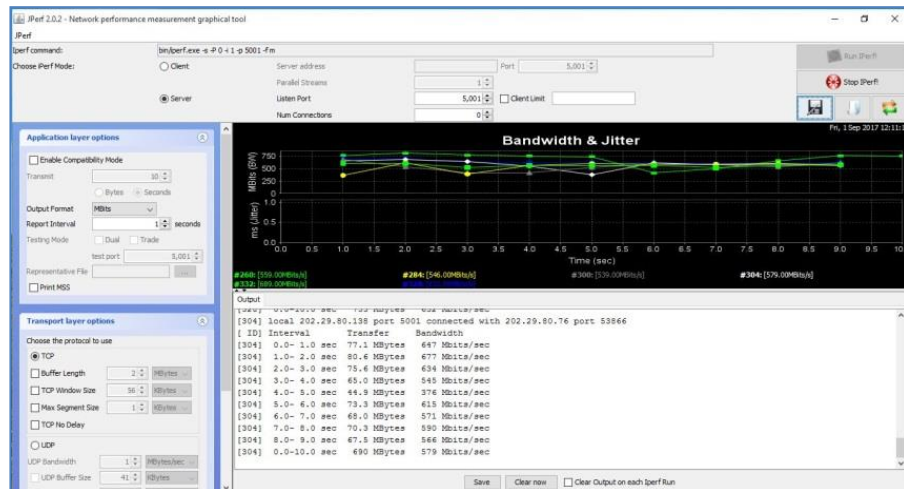 JPerf 2.0.2 - Network performance measurement graphical tool
JPerf
Iperf command: bin/iperf.exe -s -P 0 -i 1 -p 5001 -f m
Choose iPerf Mode: Client Server address Port 5,001
Parallel Streams 1
Server Listen Port 5,001 Client Limit
Num Connections 0
Run IPerf!
Stop IPerf!
Fri, 1 Sep 2017 12:11:1
Application layer options
Enable Compatibility Mode
Transmit 10
Bytes Seconds
Output Format MBits
Report Interval 1 seconds
Testing Mode Dual Trade
test port 5,001
Representative File ...
Print MSS
Transport layer options
Choose the protocol to use
TCP
Buffer Length 2 MBytes
TCP Window Size 56 KBytes
Max Segment Size 1 KBytes
TCP No Delay
UDP
UDP Bandwidth 1 MBytes/sec
UDP Buffer Size 41 KBytes
Bandwidth & Jitter
MBits (BW)
750
500
250
0
ms (Jitter)
1.0
0.5
0.0
0.0 0.5 1.0 1.5 2.0 2.5 3.0 3.5 4.0 4.5 5.0 5.5 6.0 6.5 7.0 7.5 8.0 8.5 9.0 9.5 10.
Time (sec)
#268: [559.00MBits/s] #284: [546.00MBits/s] #300: [539.00MBits/s] #304: [579.00MBits/s]
#332: [689.00MBits/s]
Output
[304] local 202.29.80.138 port 5001 connected with 202.29.80.76 port 53866
[ ID] Interval Transfer Bandwidth
[304] 0.0- 1.0 sec 77.1 MBytes 647 Mbits/sec
[304] 1.0- 2.0 sec 80.6 MBytes 677 Mbits/sec
[304] 2.0- 3.0 sec 75.6 MBytes 634 Mbits/sec
[304] 3.0- 4.0 sec 65.0 MBytes 545 Mbits/sec
[304] 4.0- 5.0 sec 44.9 MBytes 376 Mbits/sec
[304] 5.0- 6.0 sec 73.3 MBytes 615 Mbits/sec
[304] 6.0- 7.0 sec 68.0 MBytes 571 Mbits/sec
[304] 7.0- 8.0 sec 70.3 MBytes 590 Mbits/sec
[304] 8.0- 9.0 sec 67.5 MBytes 566 Mbits/sec
[304] 0.0-10.0 sec 690 MBytes 579 Mbits/sec
Save Clear now Clear Output on each Iperf Run